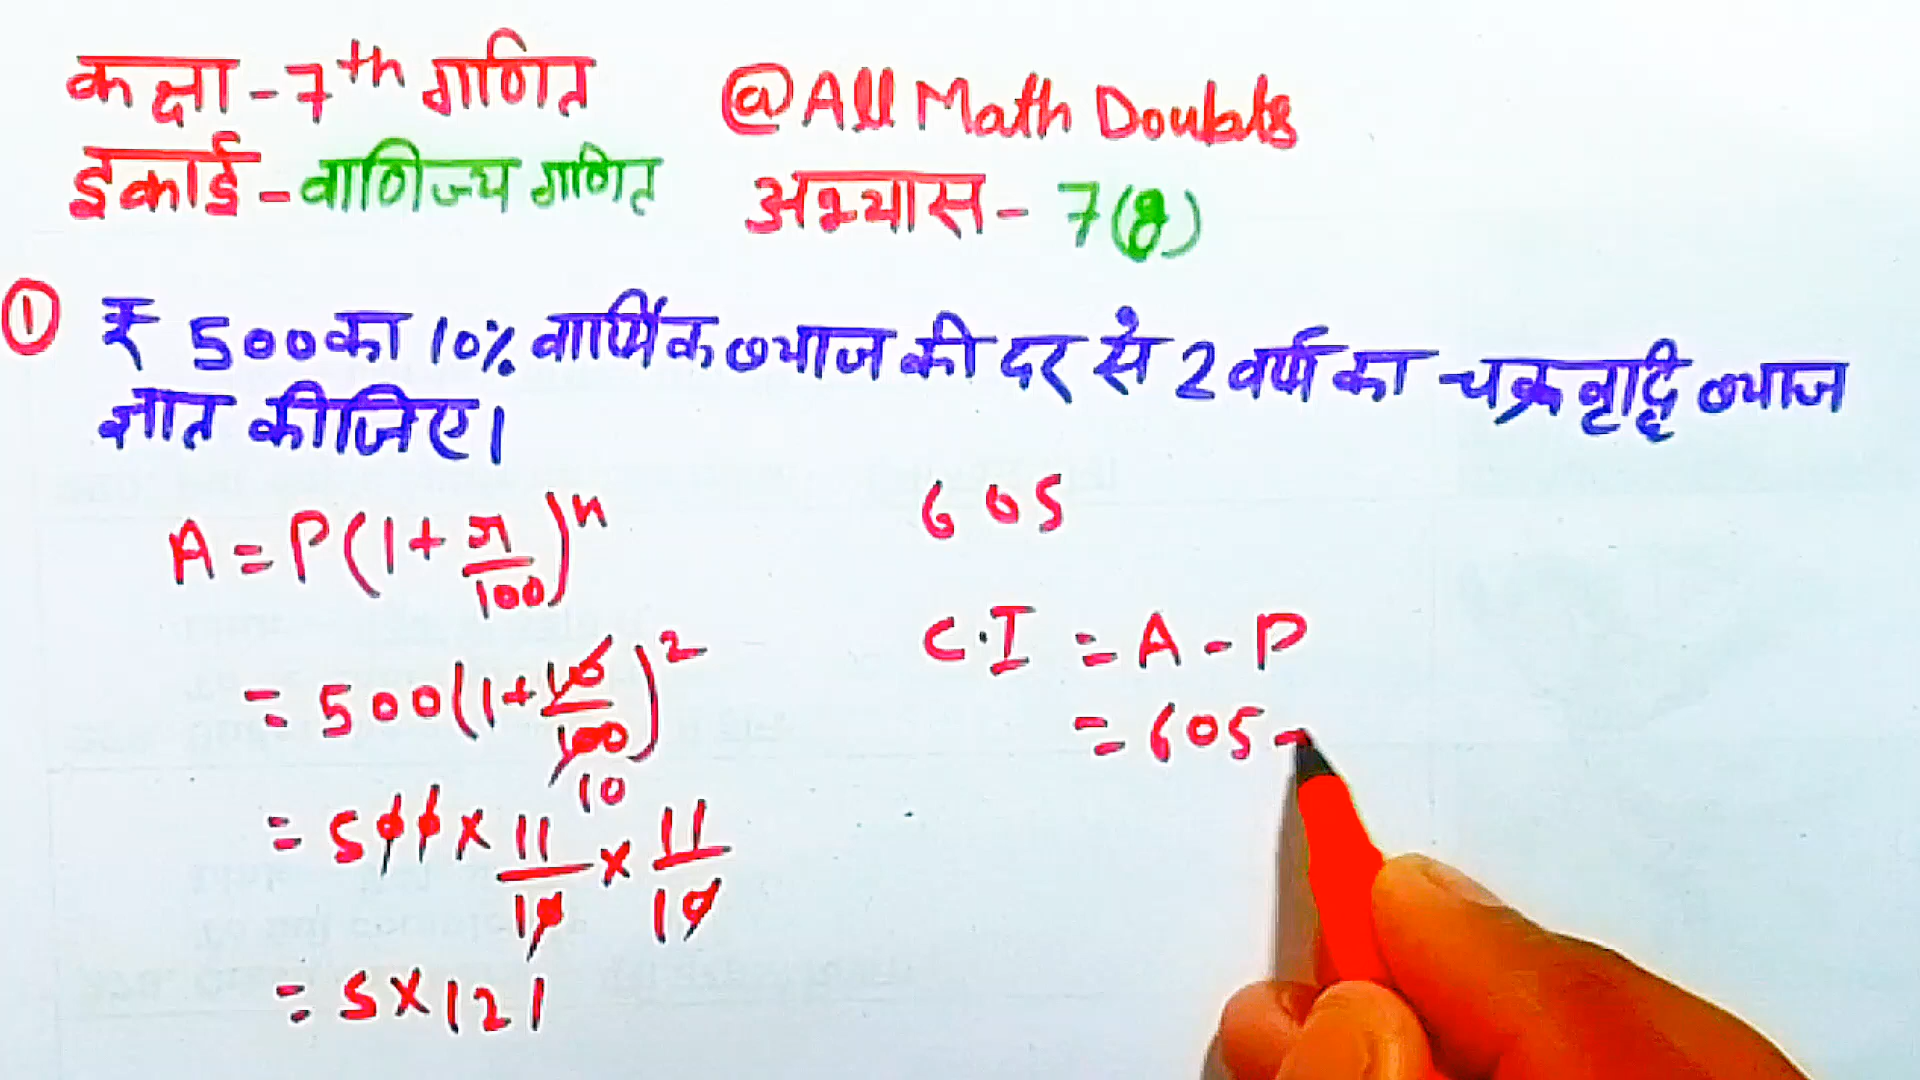 कक्षा - 7th गणित
@All Math Doubts
इकाई - वाणिज्य गणित
अभ्यास - 7(g)
① ₹ 500 का 10% वार्षिक ब्याज की दर से 2 वर्ष का चक्रवृद्धि ब्याज
ज्ञात कीजिए।
A = P(1 + r/100)^n
= 500(1 + 10/100)^2
10
= 500 × 11/10 × 11/10
= 5 × 121
605
C.I = A - P
= 605 -